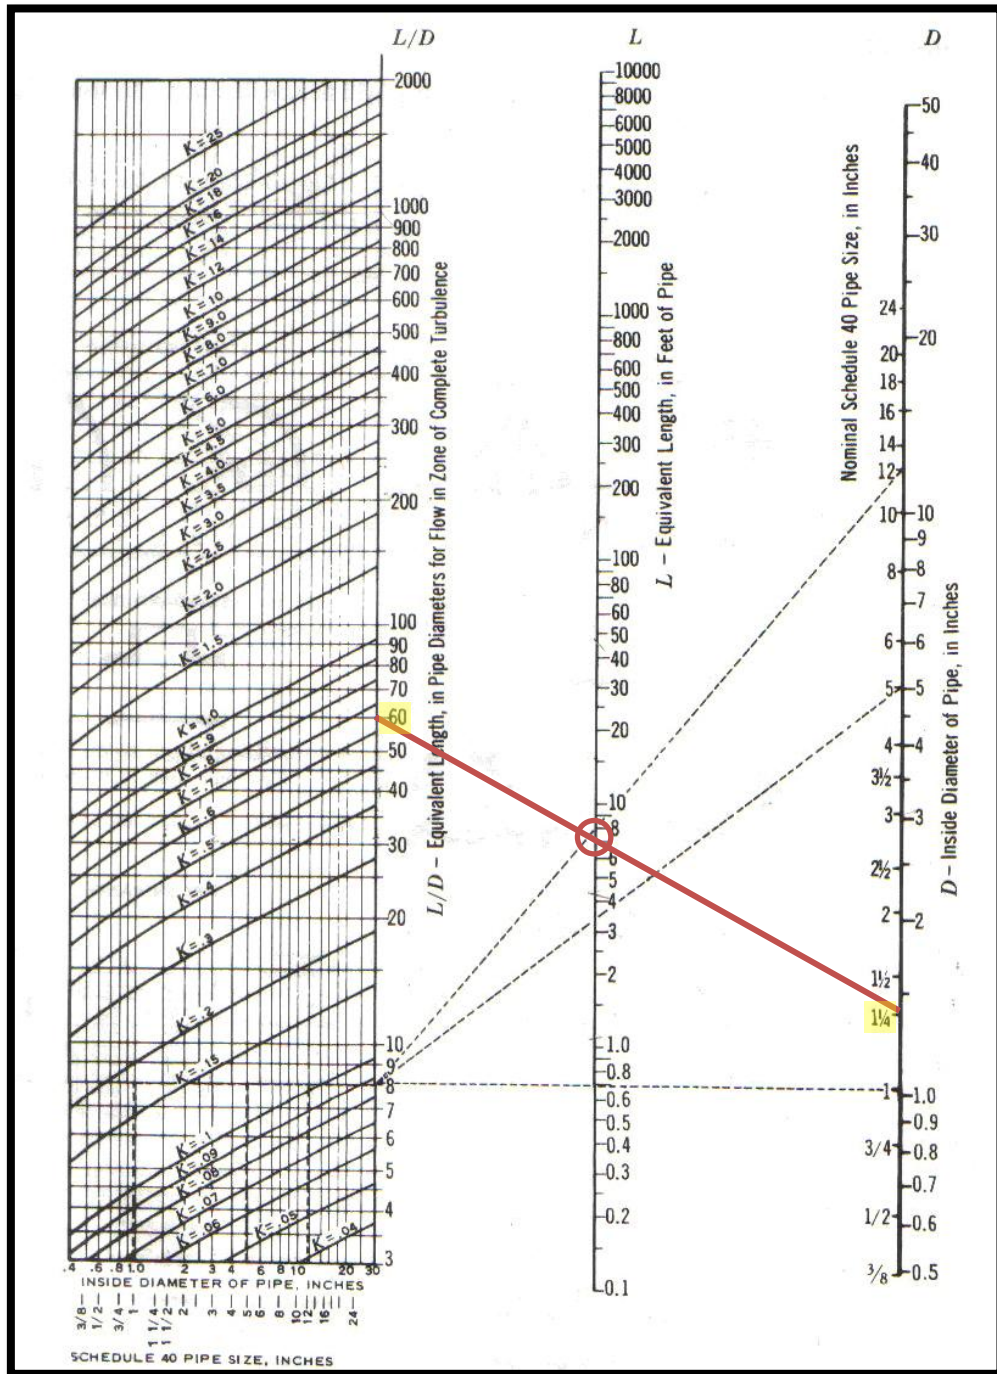 L/D
L
D
2000
1000
900
800
700
600
500
400
300
200
100
90
80
70
60
50
40
30
20
10
9
8
7
6
5
4
3
L/D – Equivalent Length, in Pipe Diameters for Flow in Zone of Complete Turbulence
K = 25
K = 20
K = 18
K = 16
K = 14
K = 12
K = 10
K = 9.0
K = 8.0
K = 7.0
K = 6.0
K = 5.0
K = 4.5
K = 4.0
K = 3.5
K = 3.0
K = 2.5
K = 2.0
K = 1.5
K = 1.0
K = .9
K = .8
K = .7
K = .6
K = .5
K = .4
K = .3
K = .2
K = .15
K = .1
K = .09
K = .08
K = .07
K = .06
K = .05
K = .04
.4 .6 .8 1.0 2 3 4 6 8 10 20 30
INSIDE DIAMETER OF PIPE, INCHES
3/8 1/2 3/4 1 1 1/4 1 1/2 2 3 4 5 6 8 10 12 16 24
SCHEDULE 40 PIPE SIZE, INCHES
10000
8000
6000
5000
4000
3000
2000
1000
800
600
500
400
300
200
100
80
60
50
40
30
20
10
8
6
5
4
3
2
1.0
0.8
0.6
0.5
0.4
0.3
0.2
0.1
L – Equivalent Length, in Feet of Pipe
Nominal Schedule 40 Pipe Size, in Inches
24
20
18
16
14
12
10
8
6
5
4
3½
3
2½
2
1½
1¼
1
3/4
1/2
3/8
50
40
30
20
10
9
8
7
6
5
4
3
2
1.0
0.9
0.8
0.7
0.6
0.5
D – Inside Diameter of Pipe, in Inches